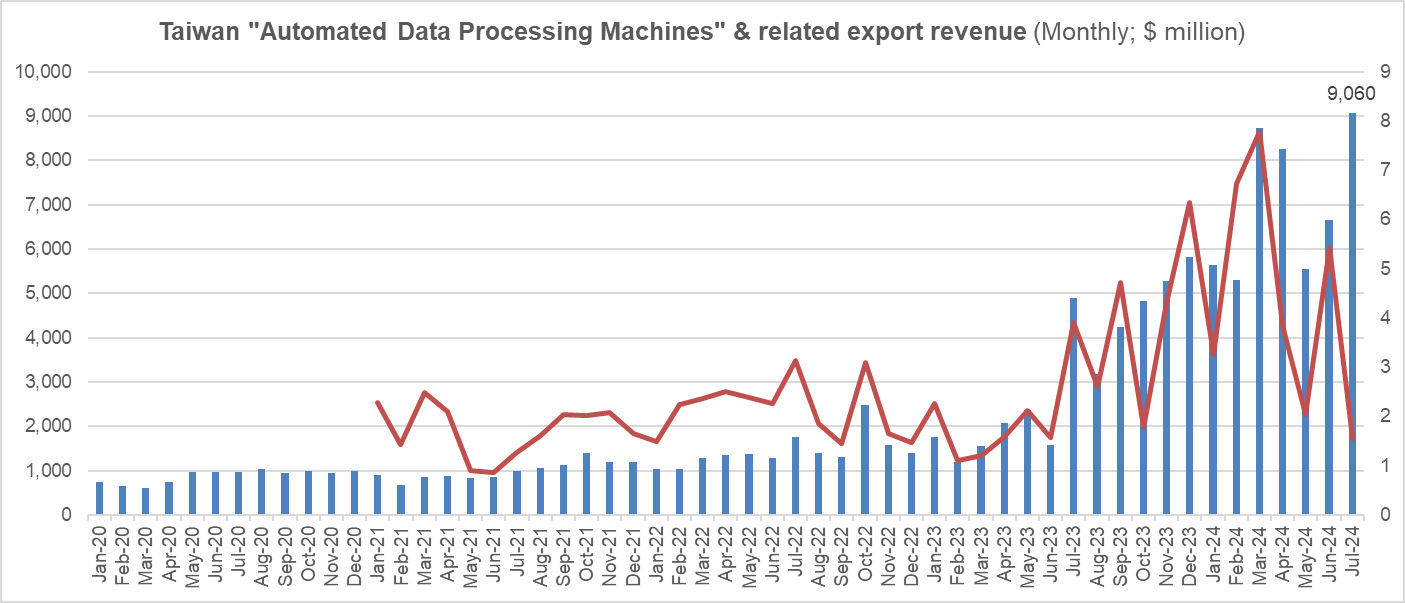 Taiwan "Automated Data Processing Machines" & related export revenue (Monthly; $ million)
10,000
9,000
8,000
7,000
6,000
5,000
4,000
3,000
2,000
1,000
0
9
8
7
6
5
4
3
2
1
0
9,060
Jan-20
Feb-20
Mar-20
Apr-20
May-20
Jun-20
Jul-20
Aug-20
Sep-20
Oct-20
Nov-20
Dec-20
Jan-21
Feb-21
Mar-21
Apr-21
May-21
Jun-21
Jul-21
Aug-21
Sep-21
Oct-21
Nov-21
Dec-21
Jan-22
Feb-22
Mar-22
Apr-22
May-22
Jun-22
Jul-22
Aug-22
Sep-22
Oct-22
Nov-22
Dec-22
Jan-23
Feb-23
Mar-23
Apr-23
May-23
Jun-23
Jul-23
Aug-23
Sep-23
Oct-23
Nov-23
Dec-23
Jan-24
Feb-24
Mar-24
Apr-24
May-24
Jun-24
Jul-24